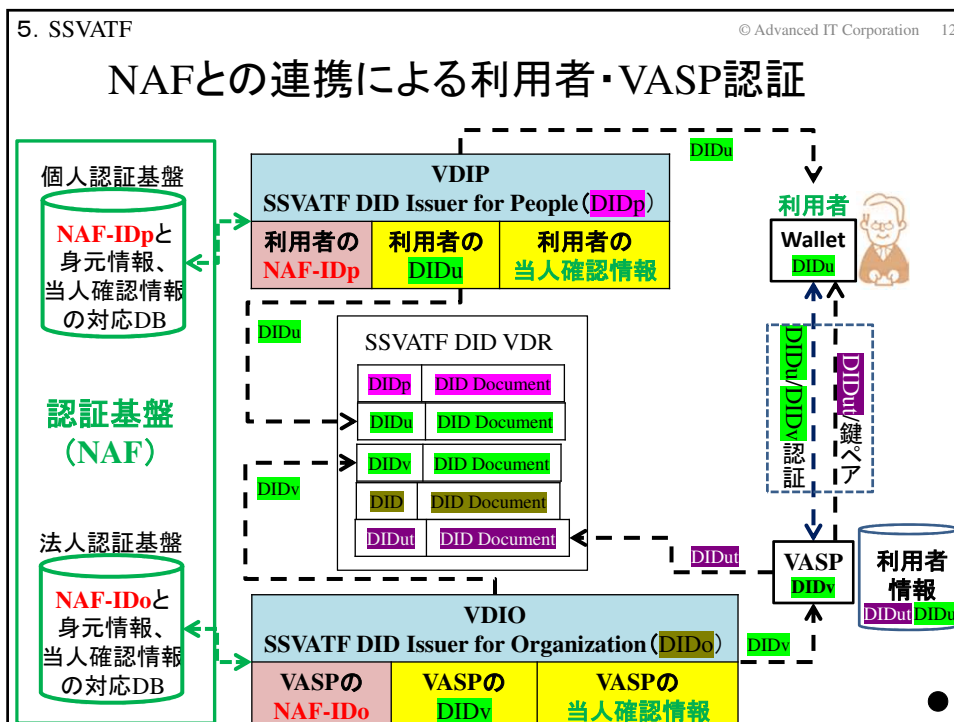 5. SSVATF
© Advanced IT Corporation 12
NAFとの連携による利用者・VASP認証
個人認証基盤
NAF-IDpと
身元情報、
当人確認情報
の対応DB
認証基盤
(NAF)
法人認証基盤
NAF-IDoと
身元情報、
当人確認情報
の対応DB
VDIP
SSVATF DID Issuer for People(DIDp)
利用者の
NAF-IDp
利用者の
DIDu
利用者の
当人確認情報
DIDu
DIDu
利用者
Wallet
DIDu
SSVATF DID VDR
DIDp DID Document
DIDu DID Document
DIDv DID Document
DID DID Document
DIDut DID Document
DIDv
DIDu/DIDv認証
DIDut/鍵ペア
DIDut
VASP
DIDv
利用者
情報
DIDut DIDu
VDIO
SSVATF DID Issuer for Organization(DIDo)
DIDv
VASPの
NAF-IDo
VASPの
DIDv
VASPの
当人確認情報